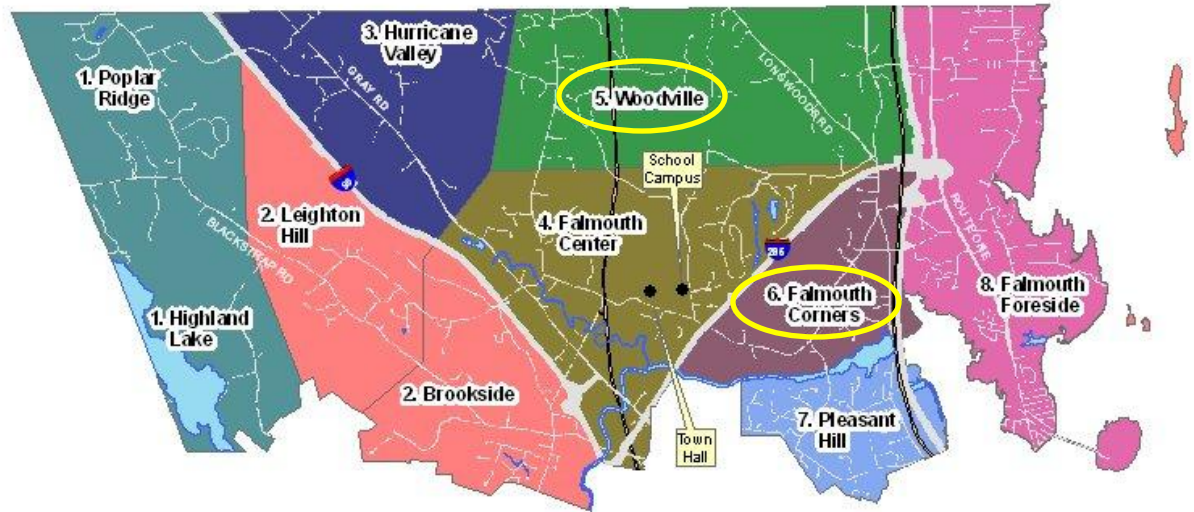 3. Hurricane
Valley
1. Poplar
Ridge
GRAY RD
5. Woodville
LONGWOODS RD
School
Campus
2. Leighton
Hill
4. Falmouth
Center
BLACKSTRAP RD
ROUTE ONE
6. Falmouth
Corners
8. Falmouth
Foreside
1. Highland
Lake
2. Brookside
7. Pleasant
Hill
Town
Hall